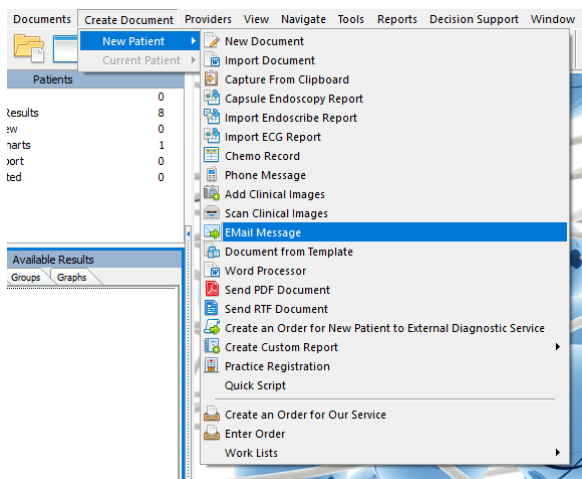 Documents Create Document Providers View Navigate Tools Reports Decision Support Window
New Patient
Current Patient
New Document
Import Document
Capture From Clipboard
Capsule Endoscopy Report
Import Endoscribe Report
Import ECG Report
Chemo Record
Phone Message
Add Clinical Images
Scan Clinical Images
EMail Message
Document from Template
Word Processor
Send PDF Document
Send RTF Document
Create an Order for New Patient to External Diagnostic Service
Create Custom Report
Practice Registration
Quick Script
Create an Order for Our Service
Enter Order
Work Lists
Patients
0
Results 8
ew 0
harts 1
port 0
ted 0
Available Results
Groups Graphs